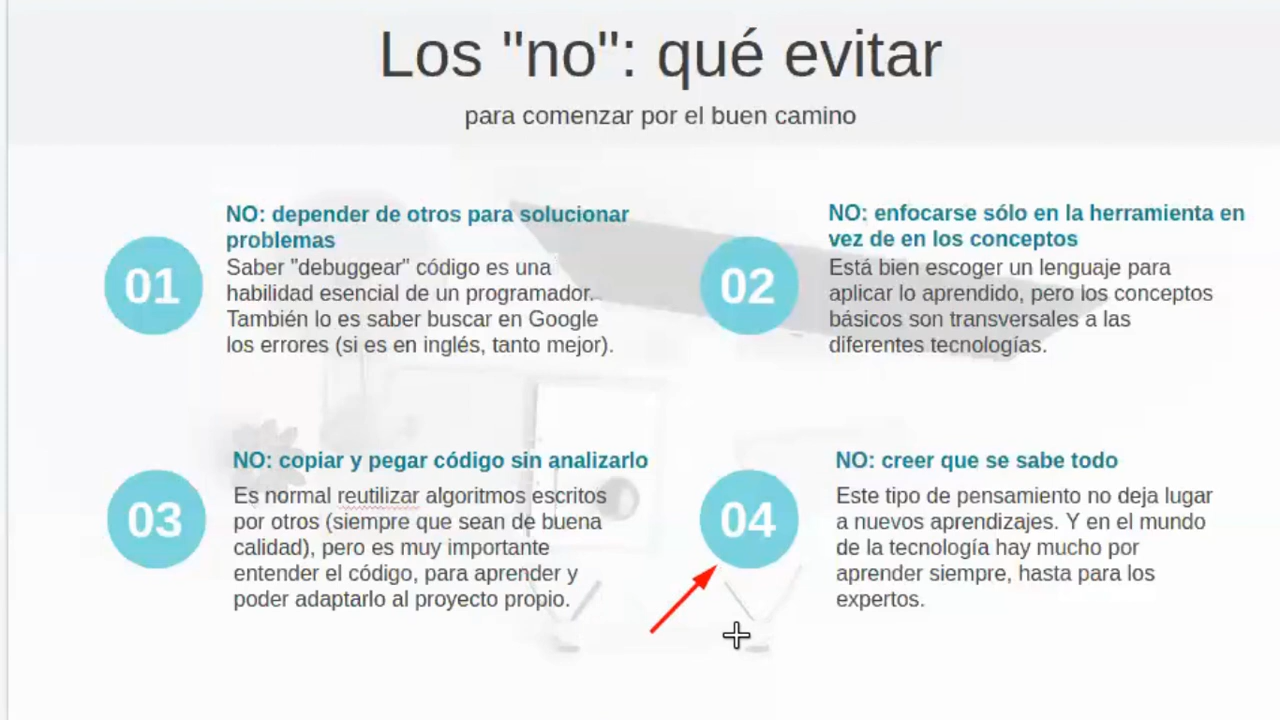 Los "no": qué evitar
para comenzar por el buen camino
01
NO: depender de otros para solucionar
problemas
Saber "debuggear" código es una
habilidad esencial de un programador.
También lo es saber buscar en Google
los errores (si es en inglés, tanto mejor).
02
NO: enfocarse sólo en la herramienta en
vez de en los conceptos
Está bien escoger un lenguaje para
aplicar lo aprendido, pero los conceptos
básicos son transversales a las
diferentes tecnologías.
03
NO: copiar y pegar código sin analizarlo
Es normal reutilizar algoritmos escritos
por otros (siempre que sean de buena
calidad), pero es muy importante
entender el código, para aprender y
poder adaptarlo al proyecto propio.
04
NO: creer que se sabe todo
Este tipo de pensamiento no deja lugar
a nuevos aprendizajes. Y en el mundo
de la tecnología hay mucho por
aprender siempre, hasta para los
expertos.